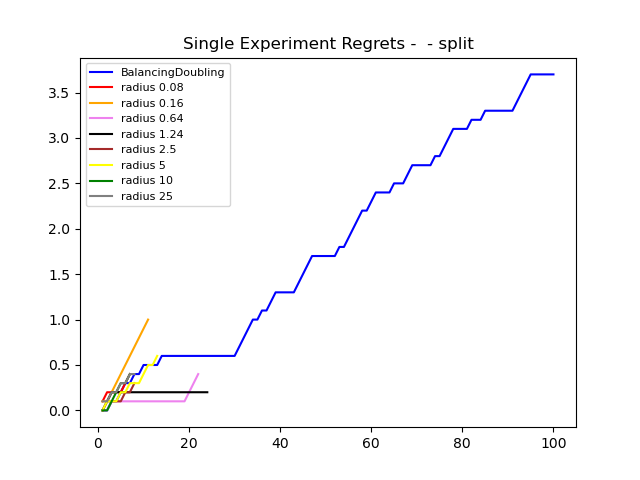 Single Experiment Regrets -  - split
BalancingDoubling
radius 0.08
radius 0.16
radius 0.64
radius 1.24
radius 2.5
radius 5
radius 10
radius 25
3.5
3.0
2.5
2.0
1.5
1.0
0.5
0.0
0 20 40 60 80 100